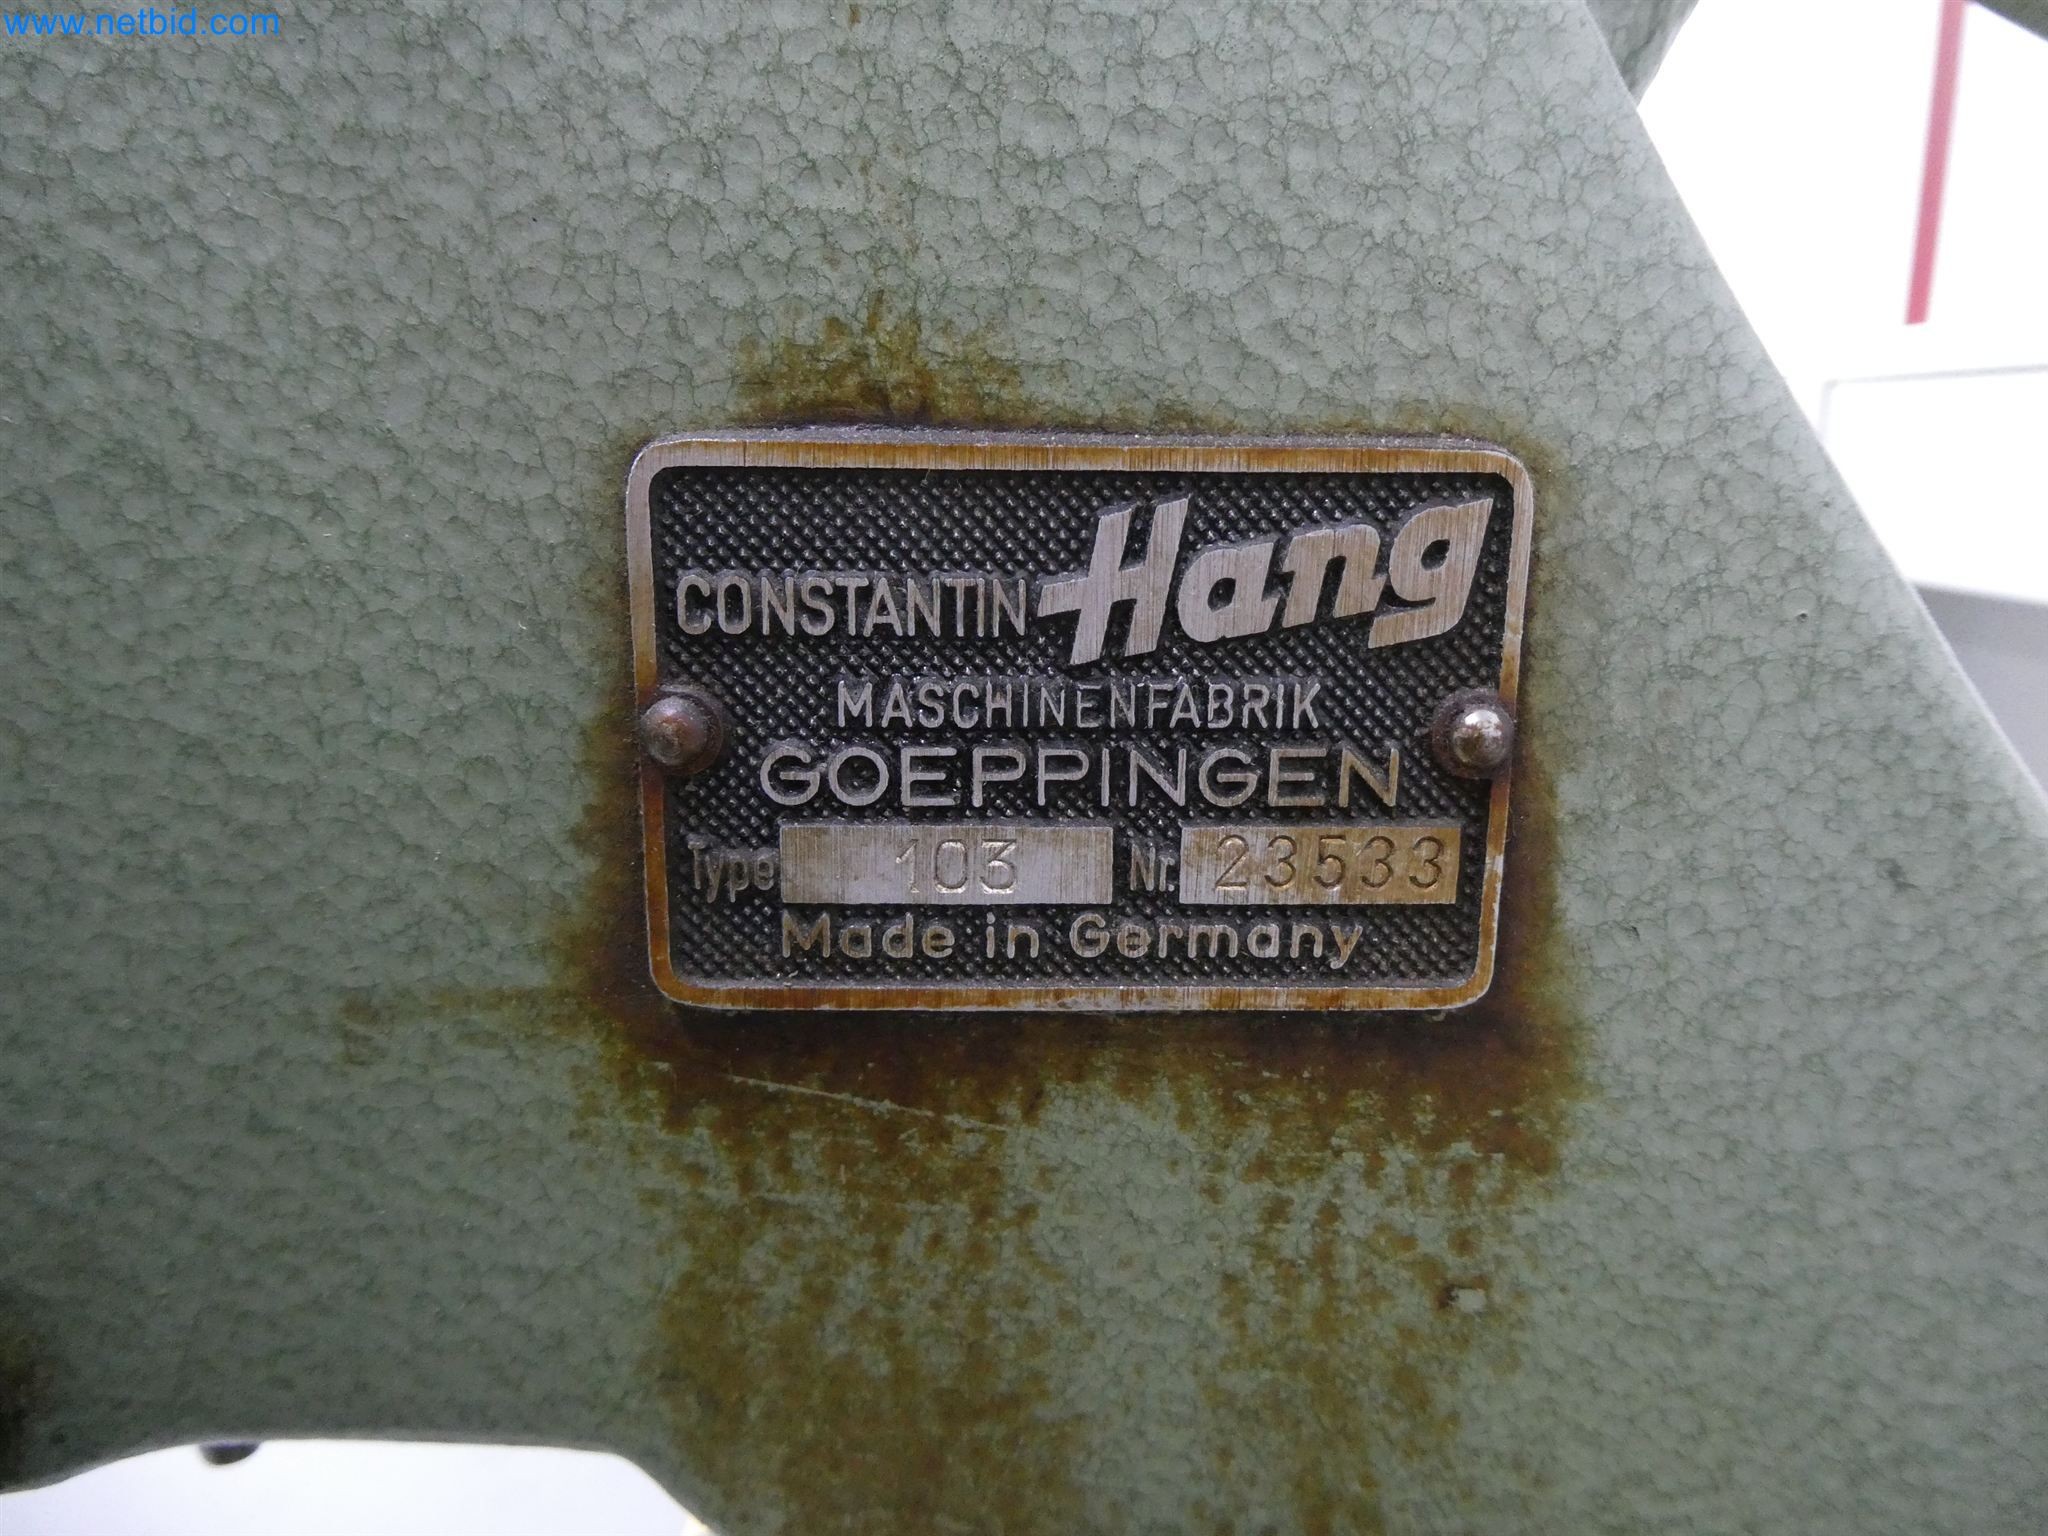 www.netbid.com
CONSTANTIN Hang
MASCHINENFABRIK
GOEPPINGEN
Type 103 Nr. 23533
Made in Germany